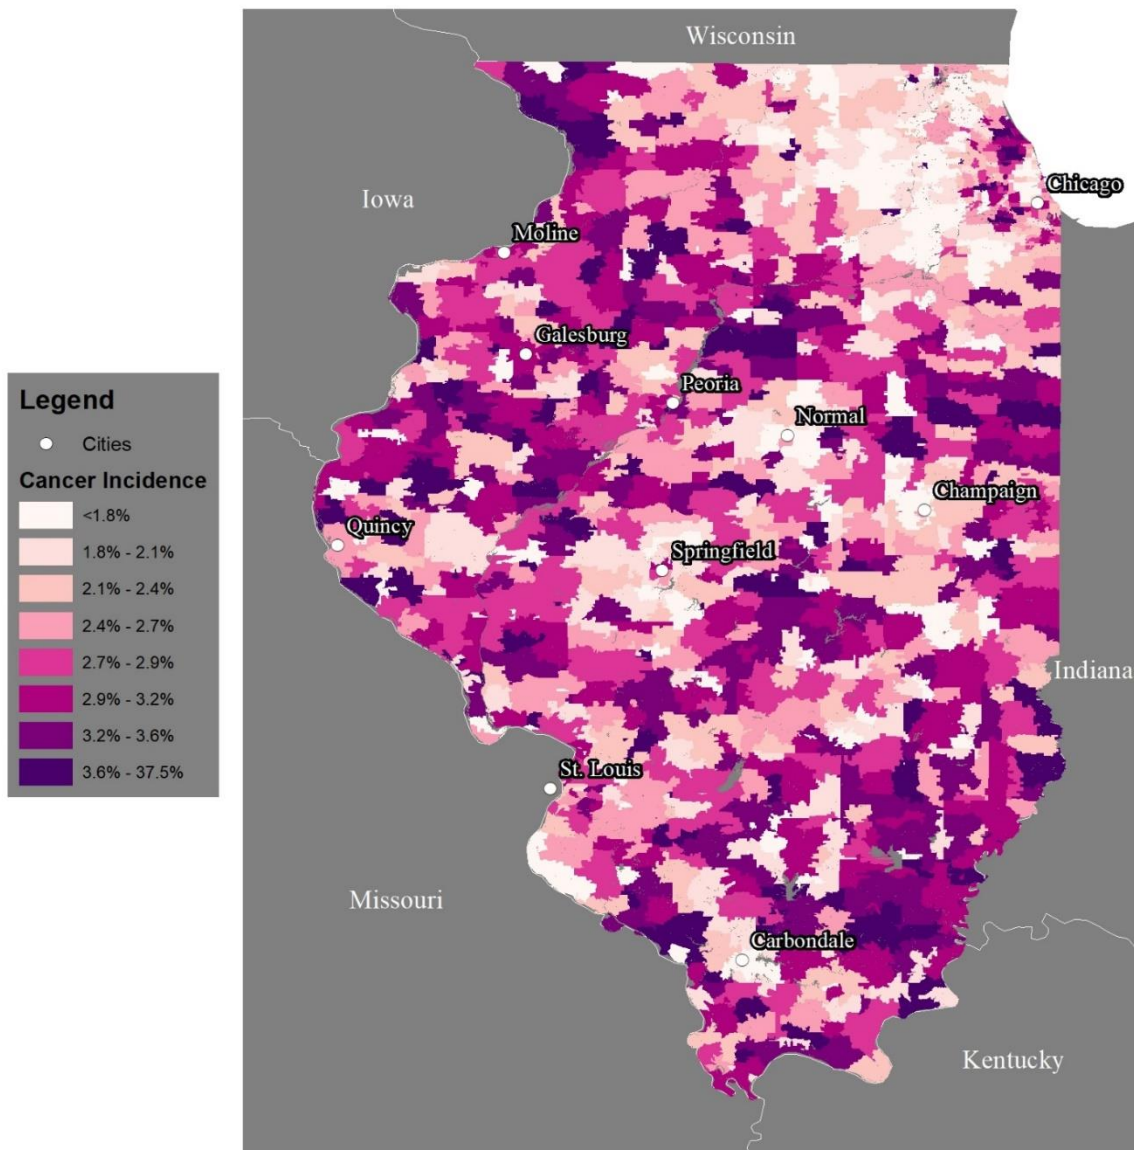 Wisconsin
Chicago
Iowa
Moline
Galesburg
Peoria
Normal
Champaign
Quincy
Springfield
Indiana
St. Louis
Missouri
Carbondale
Kentucky
Legend
Cities
Cancer Incidence
<1.8%
1.8% - 2.1%
2.1% - 2.4%
2.4% - 2.7%
2.7% - 2.9%
2.9% - 3.2%
3.2% - 3.6%
3.6% - 37.5%